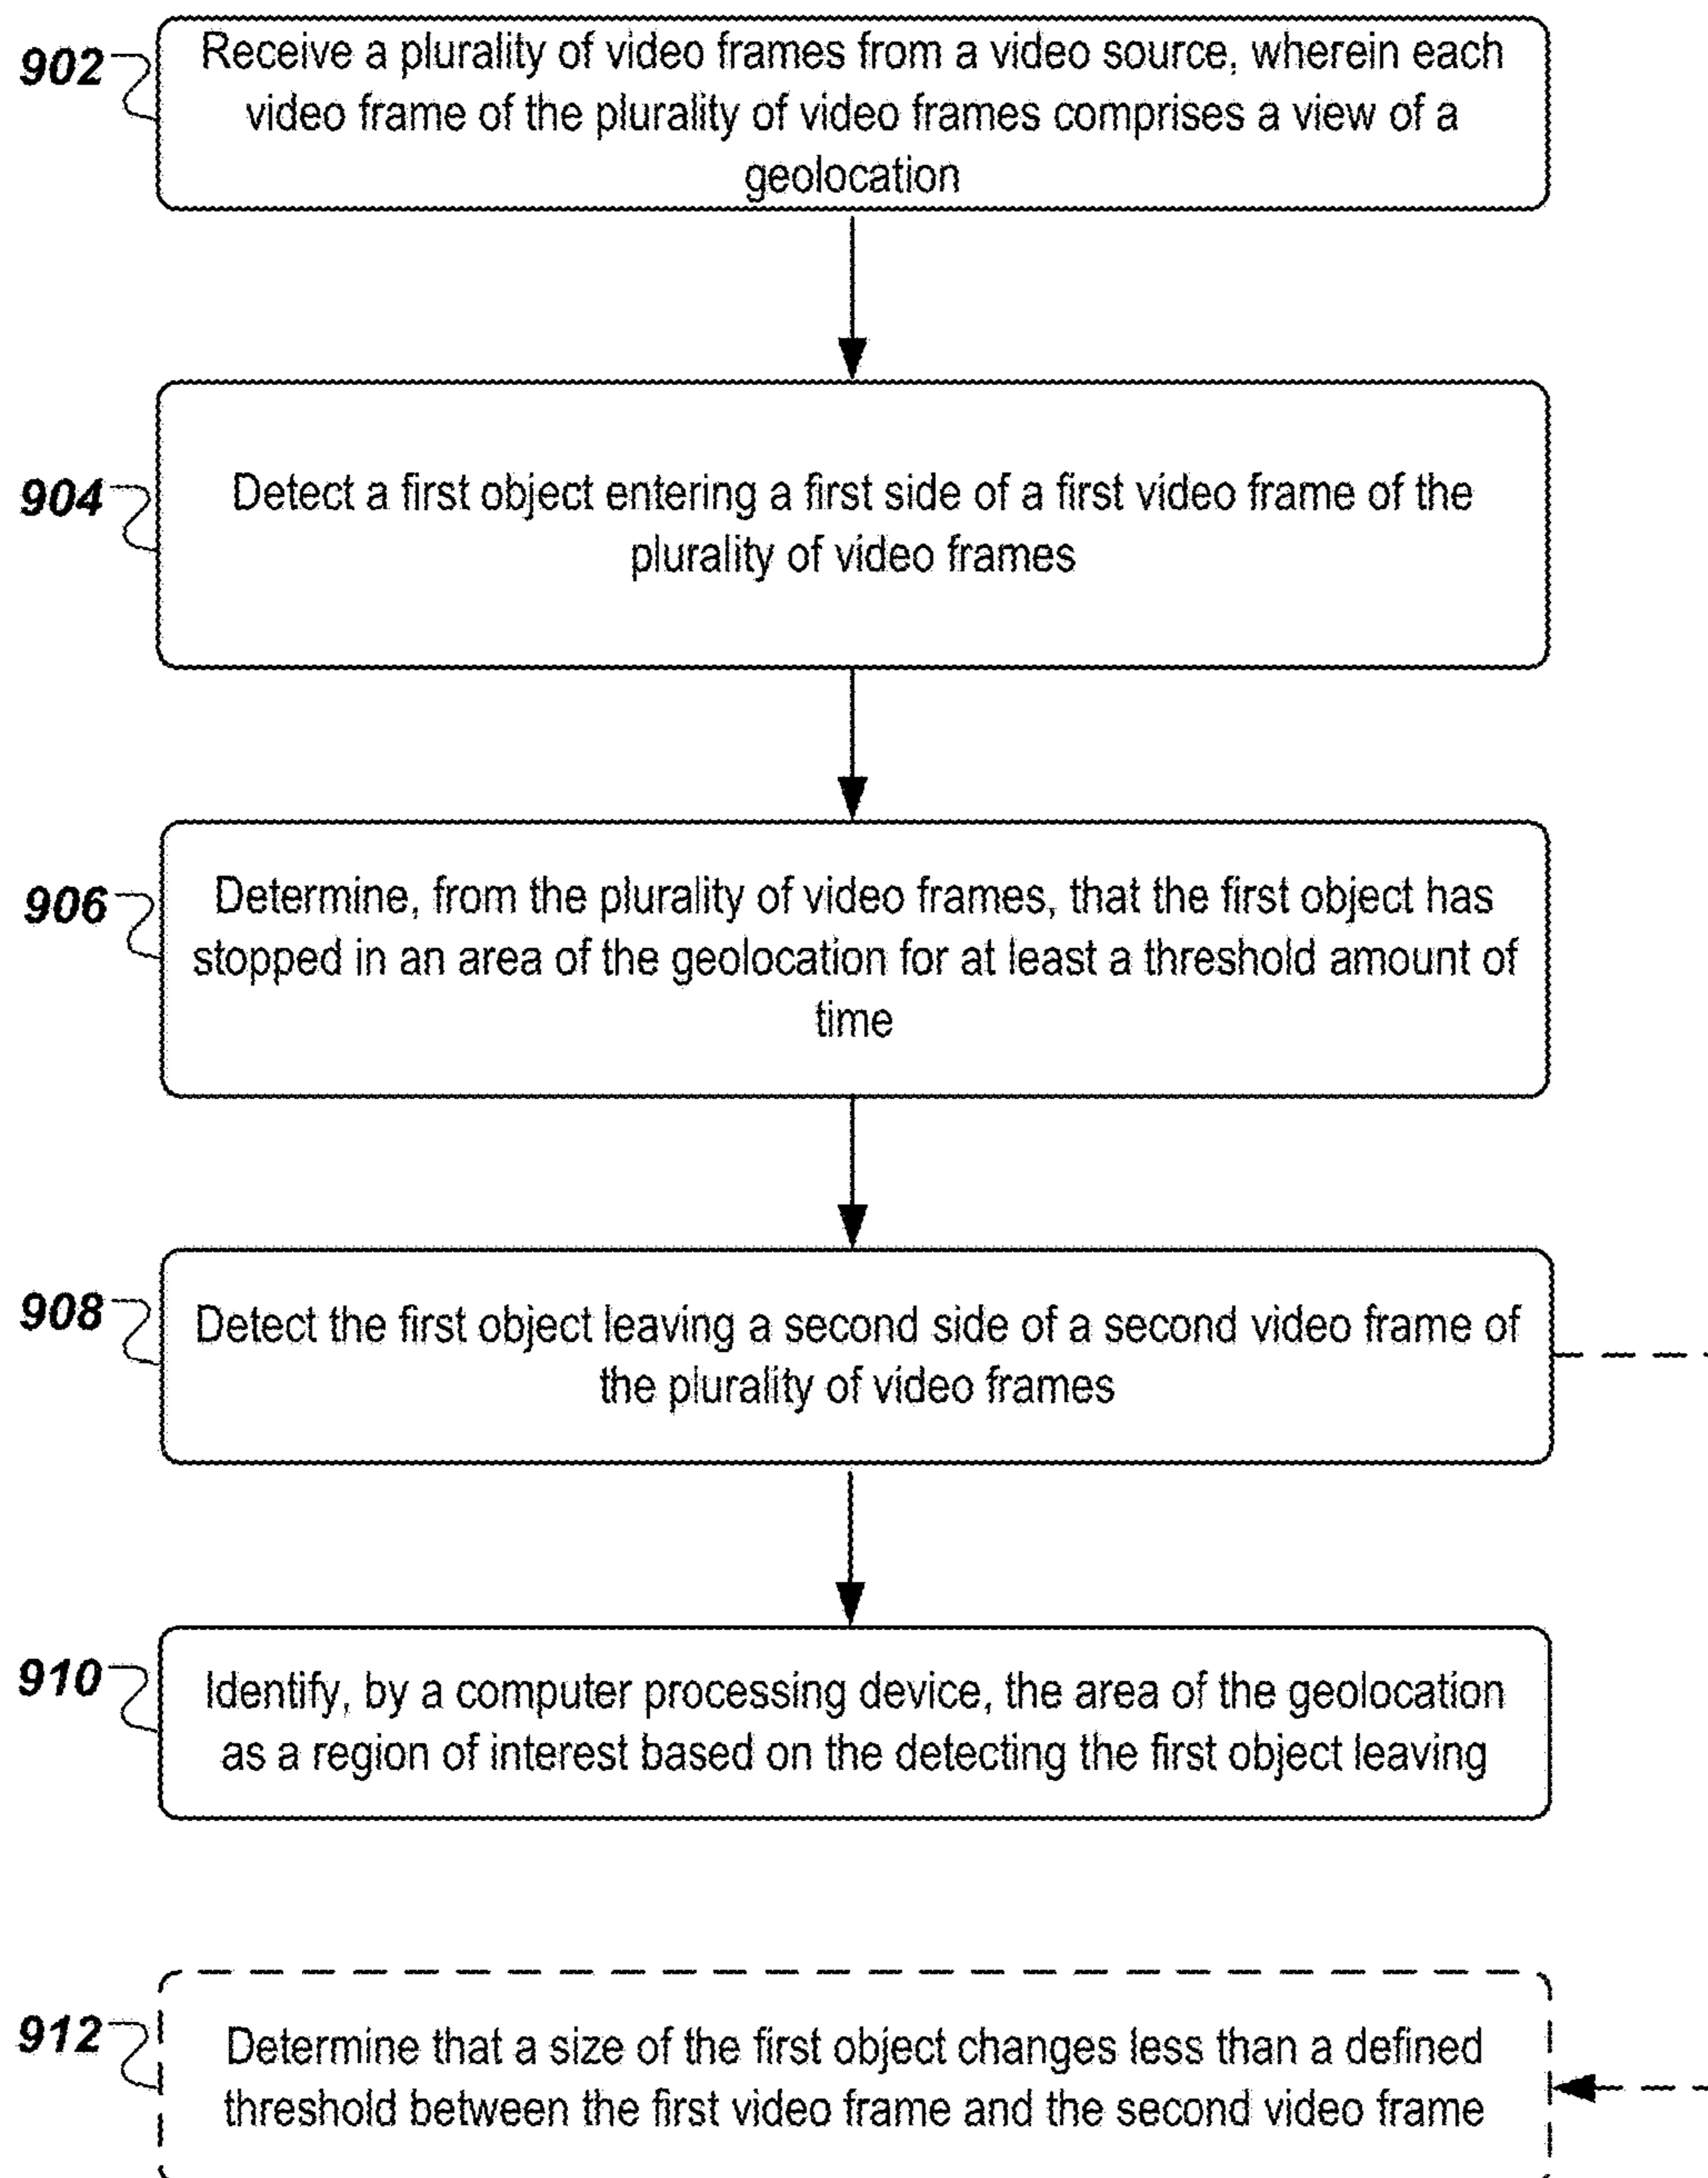 902
Receive a plurality of video frames from a video source, wherein each
video frame of the plurality of video frames comprises a view of a
geolocation
904
Detect a first object entering a first side of a first video frame of the
plurality of video frames
906
Determine, from the plurality of video frames, that the first object has
stopped in an area of the geolocation for at least a threshold amount of
time
908
Detect the first object leaving a second side of a second video frame of
the plurality of video frames
910
Identify, by a computer processing device, the area of the geolocation
as a region of interest based on the detecting the first object leaving
912
Determine that a size of the first object changes less than a defined
threshold between the first video frame and the second video frame